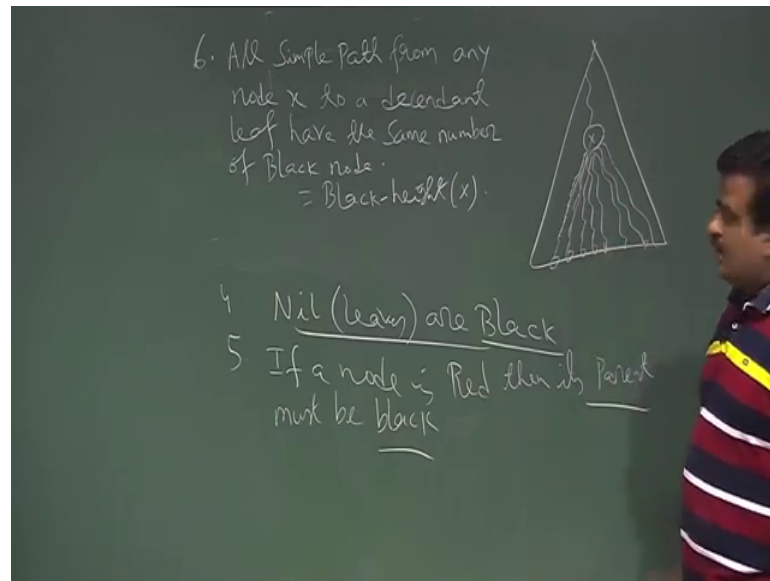 6. All Simple Path from any
node x to a decendant
leaf have the Same number
of Black node.
= Black-height(x).
x
4 Nil (leaves) are Black
5. If a node is Red then its Parent
must be black